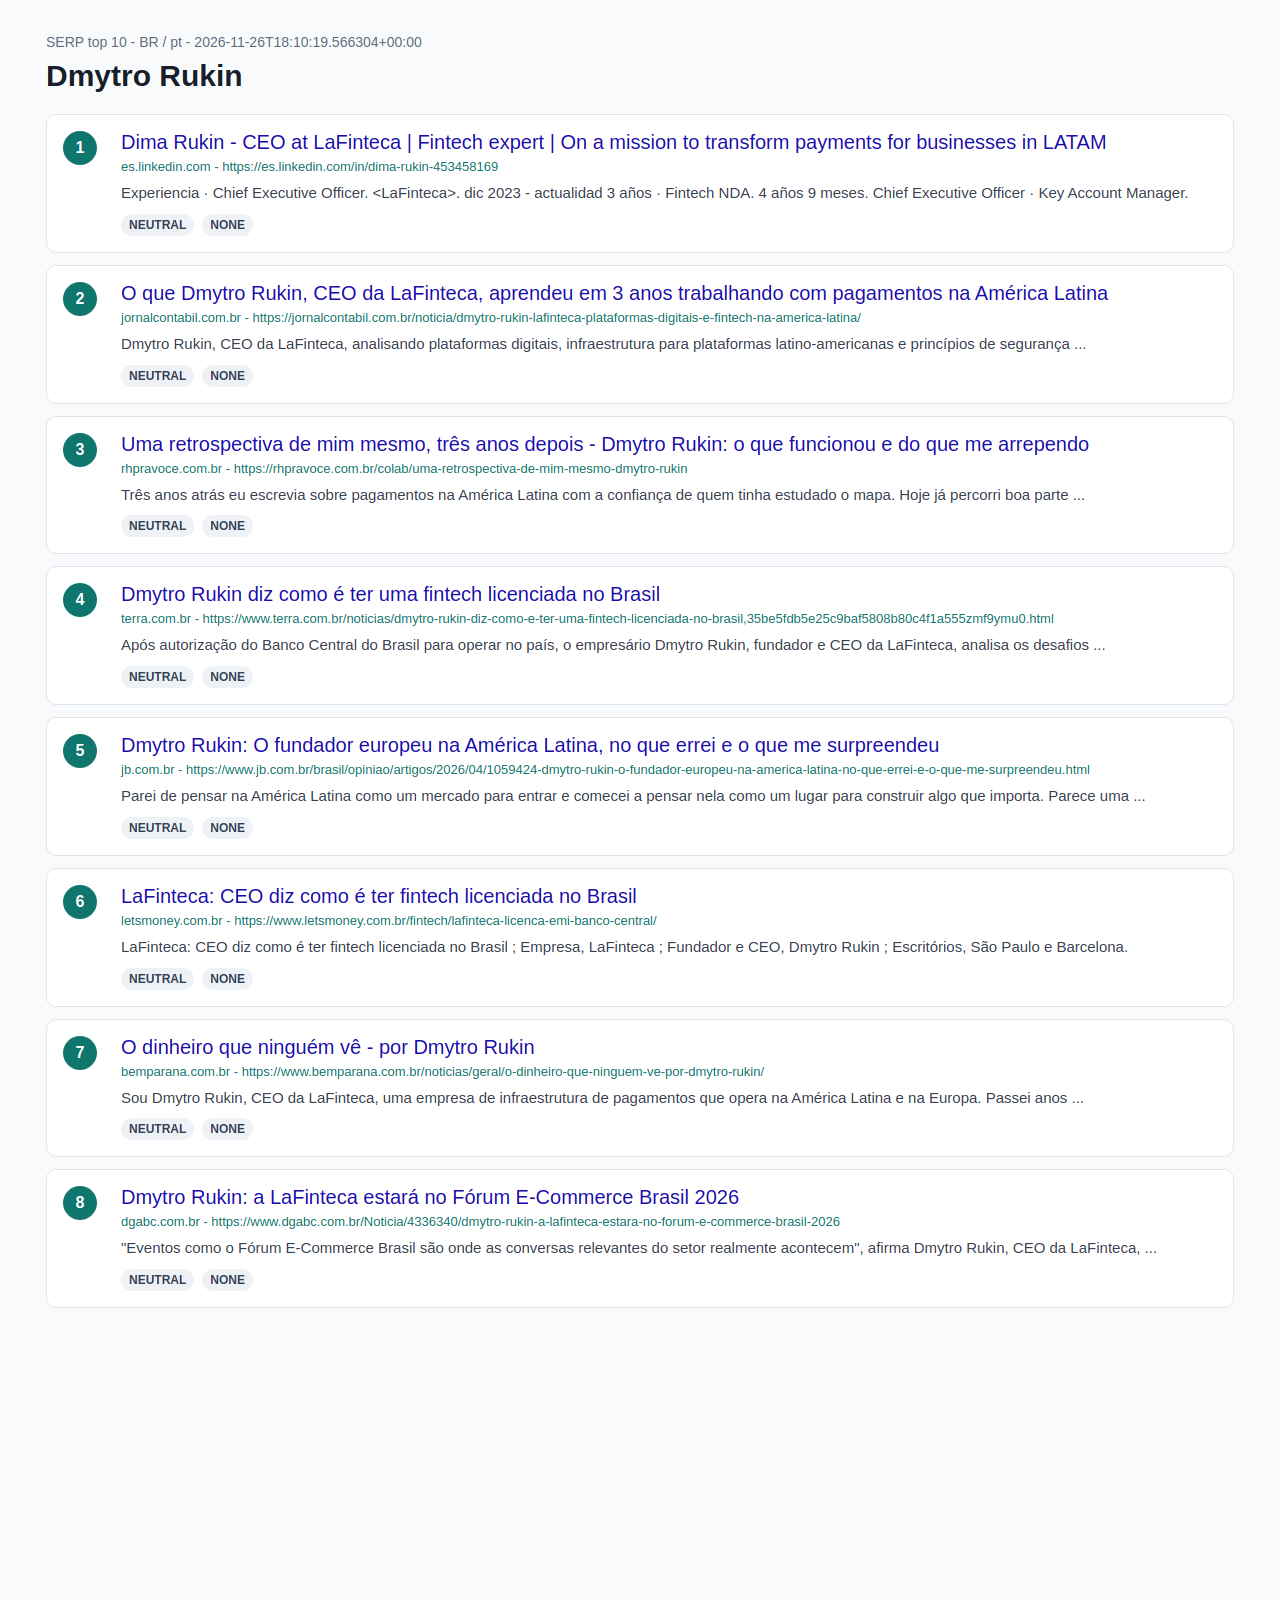 SERP top 10 - BR / pt - 2026-11-26T18:10:19.566304+00:00
Dmytro Rukin
1
Dima Rukin - CEO at LaFinteca | Fintech expert | On a mission to transform payments for businesses in LATAM
es.linkedin.com - https://es.linkedin.com/in/dima-rukin-453458169
Experiencia · Chief Executive Officer. <LaFinteca>. dic 2023 - actualidad 3 años · Fintech NDA. 4 años 9 meses. Chief Executive Officer · Key Account Manager.
NEUTRAL NONE
2
O que Dmytro Rukin, CEO da LaFinteca, aprendeu em 3 anos trabalhando com pagamentos na América Latina
jornalcontabil.com.br - https://jornalcontabil.com.br/noticia/dmytro-rukin-lafinteca-plataformas-digitais-e-fintech-na-america-latina/
Dmytro Rukin, CEO da LaFinteca, analisando plataformas digitais, infraestrutura para plataformas latino-americanas e princípios de segurança ...
NEUTRAL NONE
3
Uma retrospectiva de mim mesmo, três anos depois - Dmytro Rukin: o que funcionou e do que me arrependo
rhpravoce.com.br - https://rhpravoce.com.br/colab/uma-retrospectiva-de-mim-mesmo-dmytro-rukin
Três anos atrás eu escrevia sobre pagamentos na América Latina com a confiança de quem tinha estudado o mapa. Hoje já percorri boa parte ...
NEUTRAL NONE
4
Dmytro Rukin diz como é ter uma fintech licenciada no Brasil
terra.com.br - https://www.terra.com.br/noticias/dmytro-rukin-diz-como-e-ter-uma-fintech-licenciada-no-brasil,35be5fdb5e25c9baf5808b80c4f1a555zmf9ymu0.html
Após autorização do Banco Central do Brasil para operar no país, o empresário Dmytro Rukin, fundador e CEO da LaFinteca, analisa os desafios ...
NEUTRAL NONE
5
Dmytro Rukin: O fundador europeu na América Latina, no que errei e o que me surpreendeu
jb.com.br - https://www.jb.com.br/brasil/opiniao/artigos/2026/04/1059424-dmytro-rukin-o-fundador-europeu-na-america-latina-no-que-errei-e-o-que-me-surpreendeu.html
Parei de pensar na América Latina como um mercado para entrar e comecei a pensar nela como um lugar para construir algo que importa. Parece uma ...
NEUTRAL NONE
6
LaFinteca: CEO diz como é ter fintech licenciada no Brasil
letsmoney.com.br - https://www.letsmoney.com.br/fintech/lafinteca-licenca-emi-banco-central/
LaFinteca: CEO diz como é ter fintech licenciada no Brasil ; Empresa, LaFinteca ; Fundador e CEO, Dmytro Rukin ; Escritórios, São Paulo e Barcelona.
NEUTRAL NONE
7
O dinheiro que ninguém vê - por Dmytro Rukin
bemparana.com.br - https://www.bemparana.com.br/noticias/geral/o-dinheiro-que-ninguem-ve-por-dmytro-rukin/
Sou Dmytro Rukin, CEO da LaFinteca, uma empresa de infraestrutura de pagamentos que opera na América Latina e na Europa. Passei anos ...
NEUTRAL NONE
8
Dmytro Rukin: a LaFinteca estará no Fórum E-Commerce Brasil 2026
dgabc.com.br - https://www.dgabc.com.br/Noticia/4336340/dmytro-rukin-a-lafinteca-estara-no-forum-e-commerce-brasil-2026
"Eventos como o Fórum E-Commerce Brasil são onde as conversas relevantes do setor realmente acontecem", afirma Dmytro Rukin, CEO da LaFinteca, ...
NEUTRAL NONE